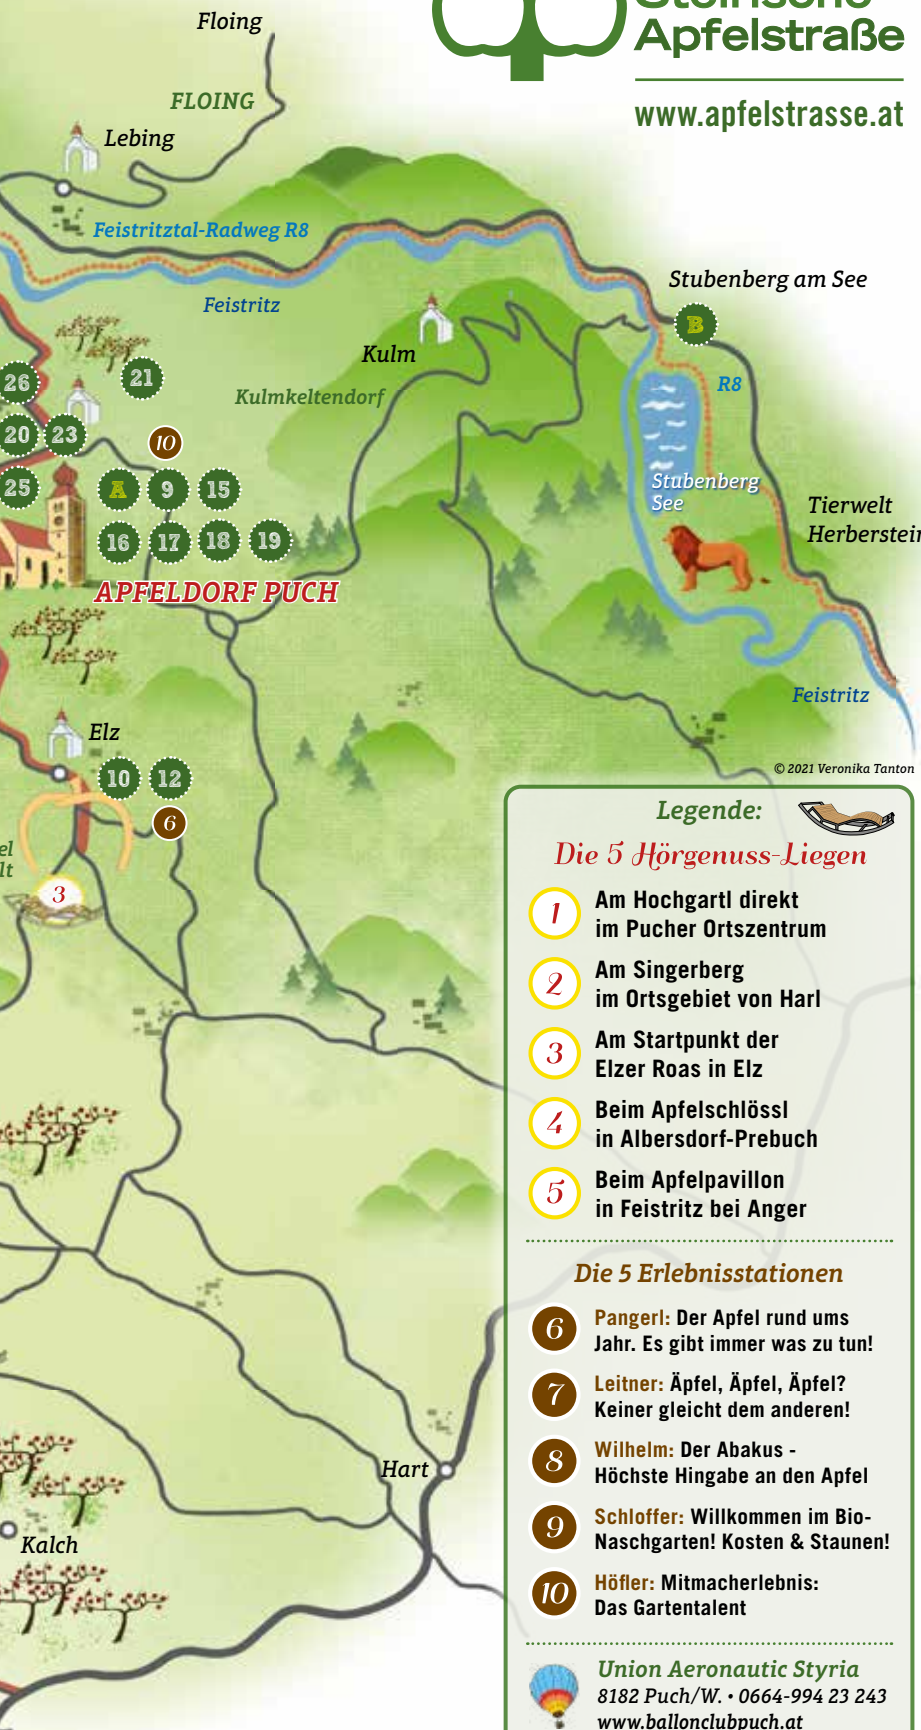 Floing
Apfelstraße
www.apfelstrasse.at
FLOING
Lebing
Feistritztal-Radweg R8
Feistritz
Stubenberg am See
B
Kulm
Kulmkeltendorf
R8
26
21
20
23
10
25
A
9
15
16
17
18
19
Stubenberg
See
Tierwelt
APFELDORF PUCH
Feistritz
Elz
10
12
6
3
© 2021 Veronika Tanton
Hart
Kalch
Legende:
Die 5 Hörgenuss-Liegen
1
Am Hochgartl direkt
im Pucher Ortszentrum
2
Am Singerberg
im Ortsgebiet von Harl
3
Am Startpunkt der
Elzer Roas in Elz
4
Beim Apfelschlössl
in Albersdorf-Prebuch
5
Beim Apfelpavillon
in Feistritz bei Anger
Die 5 Erlebnisstationen
6
Pangerl: Der Apfel rund ums
Jahr. Es gibt immer was zu tun!
7
Leitner: Äpfel, Äpfel, Äpfel?
Keiner gleicht dem anderen!
8
Wilhelm: Der Abakus -
Höchste Hingabe an den Apfel
9
Schloffer: Willkommen im Bio-
Naschgarten! Kosten & Staunen!
10
Höfler: Mitmacherlebnis:
Das Gartentalent
Union Aeronautic Styria
8182 Puch/W. • 0664-994 23 243
www.ballonclubpuch.at